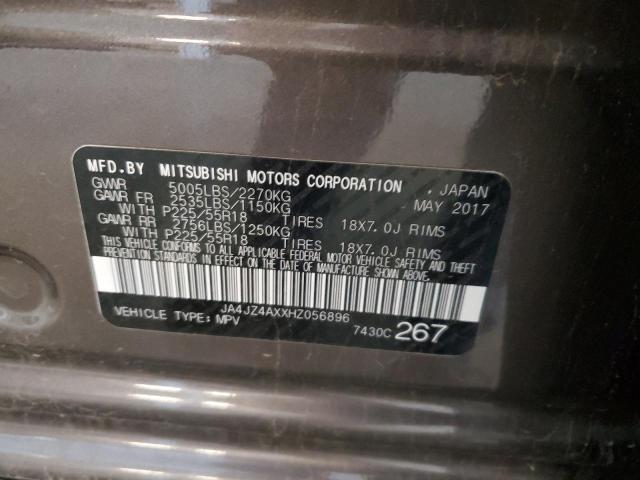 MFD.BY MITSUBISHI MOTORS CORPORATION . JAPAN
GVWR 5005LBS/2270KG MAY 2017
GAWR FR 2535LBS/1150KG
WITH P225/55R18 TIRES 18X7.0J RIMS
GAWR RR 2756LBS/1250KG
WITH P225/55R18 TIRES 18X7.0J RIMS
THIS VEHICLE CONFORMS TO ALL APPLICABLE FEDERAL MOTOR VEHICLE SAFETY AND THEFT
PREVENTION STANDARDS IN EFFECT ON THE DATE OF MANUFACTURE SHOWN ABOVE.
JA4JZ4AXXHZ056896
VEHICLE TYPE: MPV 7430C 267